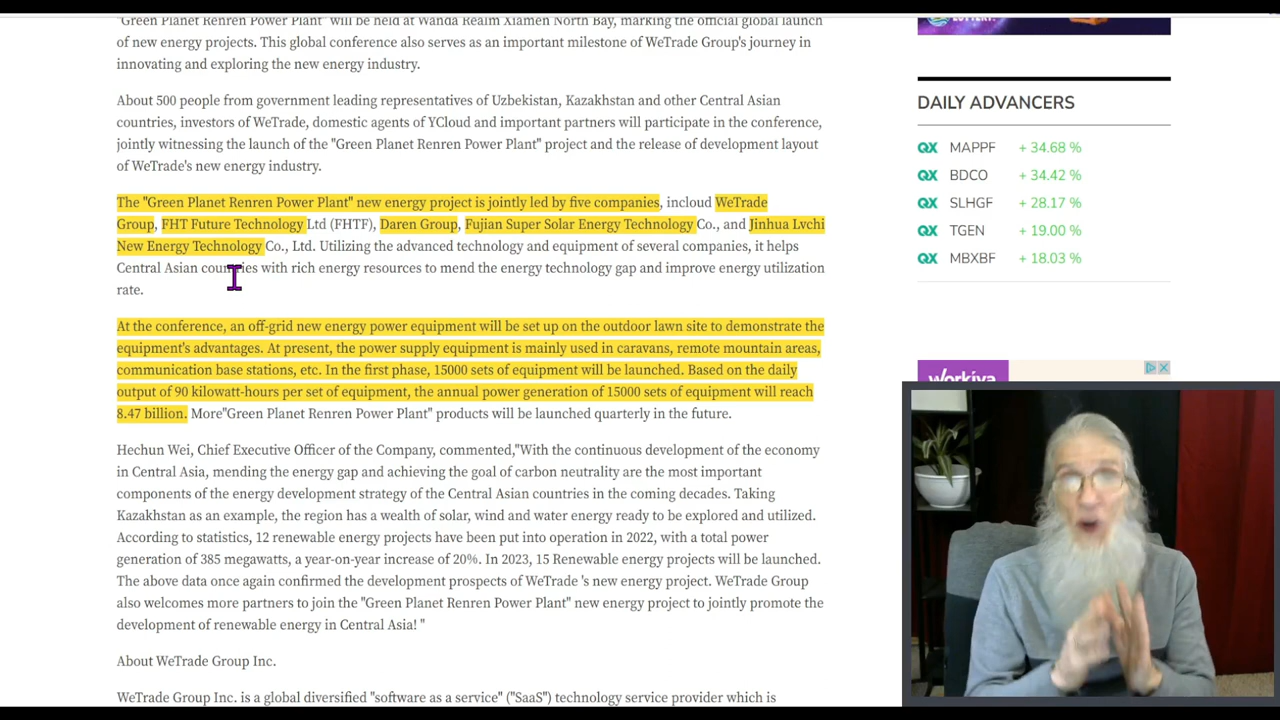 "Green Planet Renren Power Plant" will be held at Wanda Realm Xiamen North Bay, marking the official global launch
of new energy projects. This global conference also serves as an important milestone of WeTrade Group's journey in
innovating and exploring the new energy industry.
About 500 people from government leading representatives of Uzbekistan, Kazakhstan and other Central Asian
countries, investors of WeTrade, domestic agents of YCloud and important partners will participate in the conference,
jointly witnessing the launch of the "Green Planet Renren Power Plant" project and the release of development layout
of WeTrade's new energy industry.
The "Green Planet Renren Power Plant" new energy project is jointly led by five companies, incloud WeTrade
Group, FHT Future Technology Ltd (FHTF), Daren Group, Fujian Super Solar Energy Technology Co., and Jinhua Lvchi
New Energy Technology Co., Ltd. Utilizing the advanced technology and equipment of several companies, it helps
Central Asian countries with rich energy resources to mend the energy technology gap and improve energy utilization
rate.
At the conference, an off-grid new energy power equipment will be set up on the outdoor lawn site to demonstrate the
equipment's advantages. At present, the power supply equipment is mainly used in caravans, remote mountain areas,
communication base stations, etc. In the first phase, 15000 sets of equipment will be launched. Based on the daily
output of 90 kilowatt-hours per set of equipment, the annual power generation of 15000 sets of equipment will reach
8.47 billion. More"Green Planet Renren Power Plant" products will be launched quarterly in the future.
Hechun Wei, Chief Executive Officer of the Company, commented,"With the continuous development of the economy
in Central Asia, mending the energy gap and achieving the goal of carbon neutrality are the most important
components of the energy development strategy of the Central Asian countries in the coming decades. Taking
Kazakhstan as an example, the region has a wealth of solar, wind and water energy ready to be explored and utilized.
According to statistics, 12 renewable energy projects have been put into operation in 2022, with a total power
generation of 385 megawatts, a year-on-year increase of 20%. In 2023, 15 Renewable energy projects will be launched.
The above data once again confirmed the development prospects of WeTrade 's new energy project. WeTrade Group
also welcomes more partners to join the "Green Planet Renren Power Plant" new energy project to jointly promote the
development of renewable energy in Central Asia! "
About WeTrade Group Inc.
WeTrade Group Inc. is a global diversified "software as a service" ("SaaS") technology service provider which is
LOTTERY
DAILY ADVANCERS
QX MAPPF + 34.68 %
QX BDCO + 34.42 %
QX SLHGF + 28.17 %
QX TGEN + 19.00 %
QX MBXBF + 18.03 %
workiva